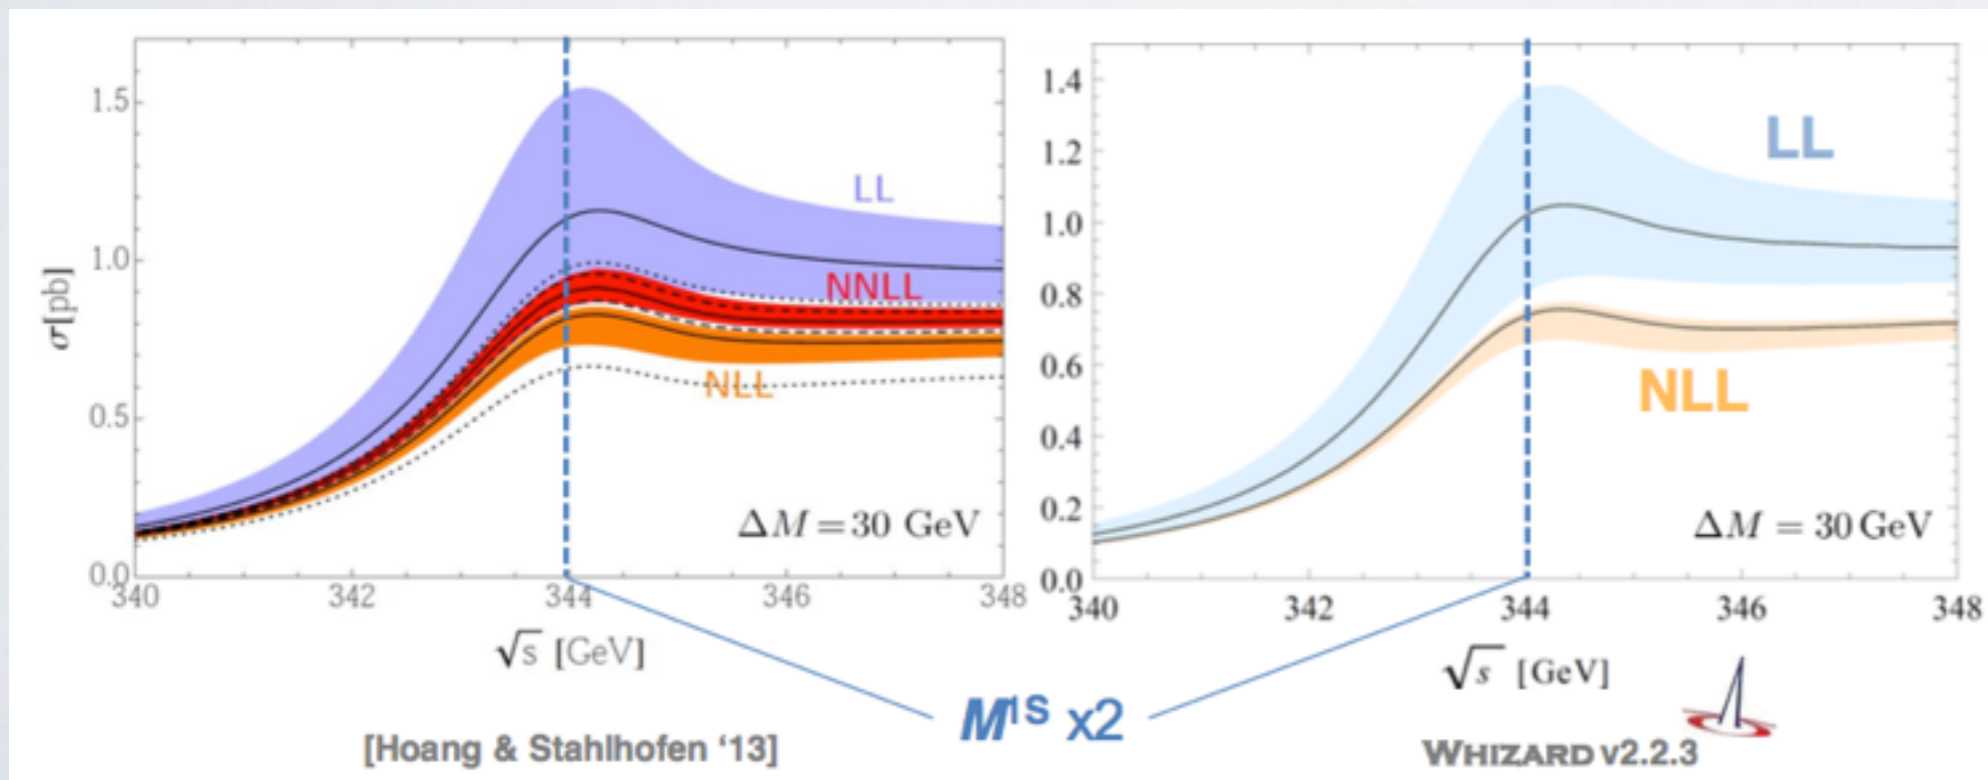 1.5
1.0
0.5
0.0
σ[pb]
LL
NNLL
NLL
ΔM = 30 GeV
340 342 344 346 348
√s [GeV]
[Hoang & Stahlhofen ‘13]
1.4
1.2
1.0
0.8
0.6
0.4
0.2
0.0
LL
NLL
ΔM = 30 GeV
340 342 344 346 348
√s [GeV]
WHIZARD v2.2.3
M1S x2